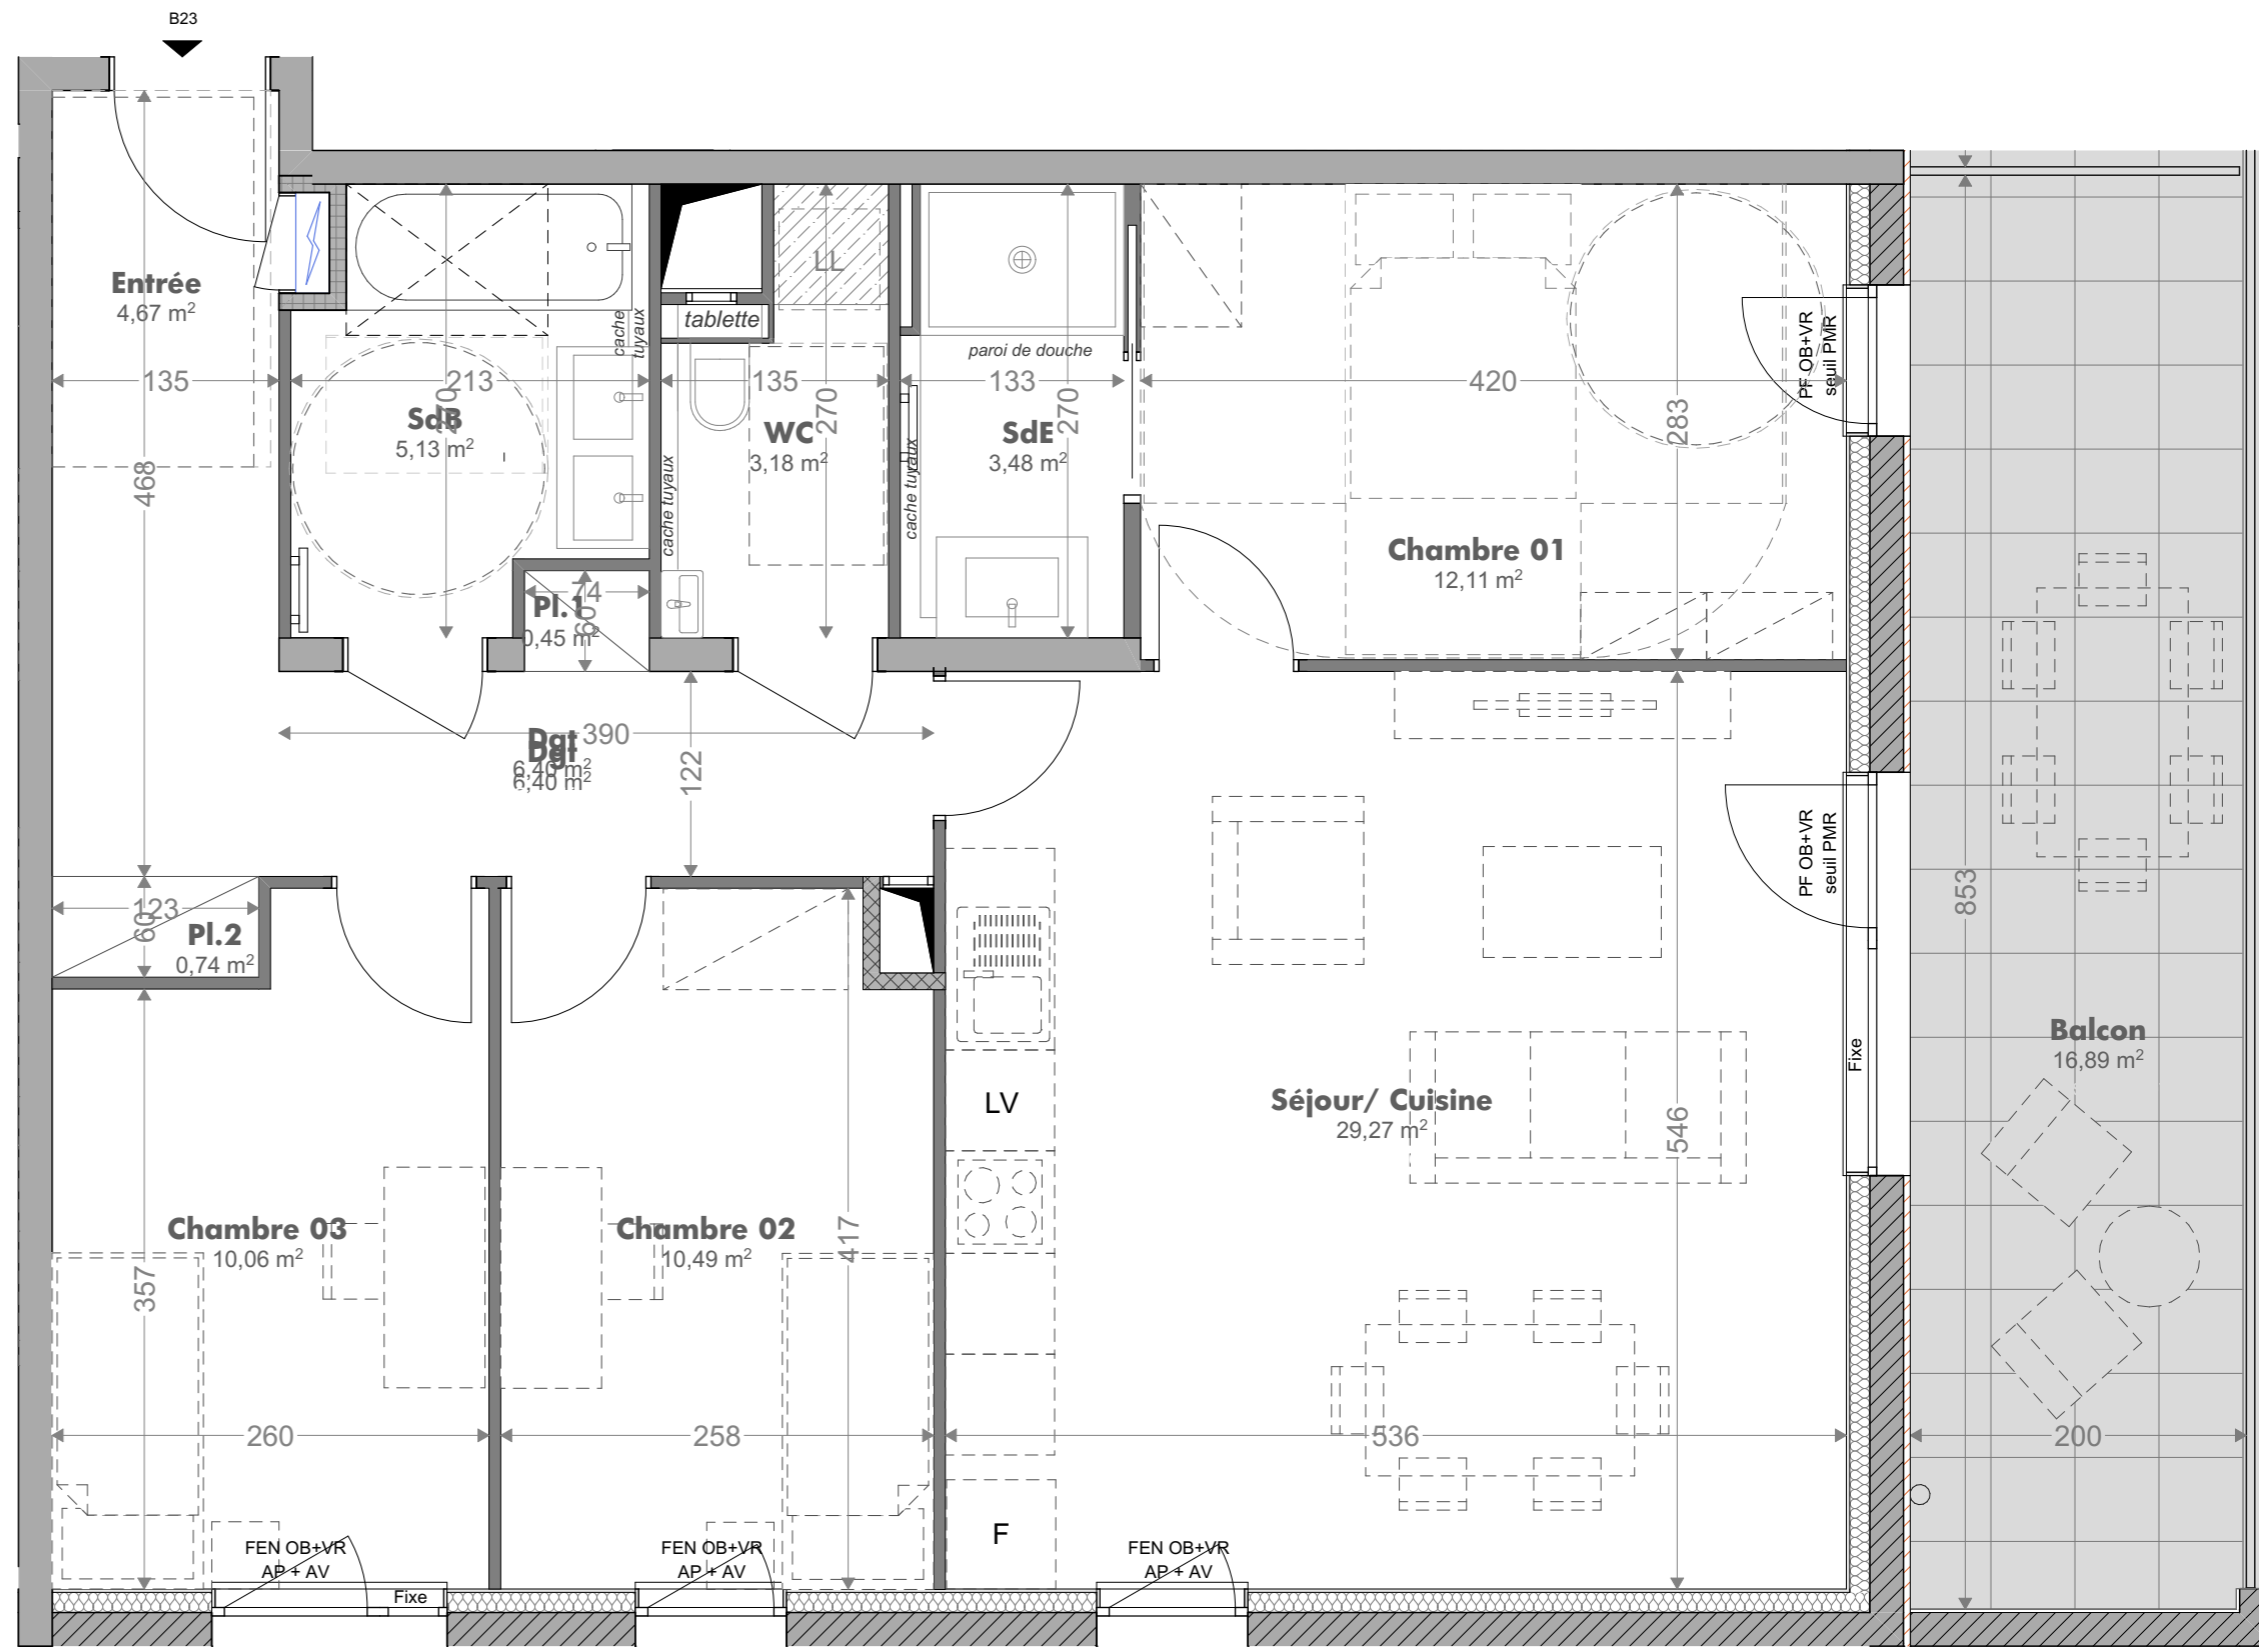 B23
Entrée
4,67 m²
135
468
213
270
SdB
5,13 m²
cache
tuyaux
tablette
LL
135
270
WC
3,18 m²
cache tuyaux
paroi de douche
133
270
SdE
3,48 m²
cache tuyaux
420
283
Chambre 01
12,11 m²
PF OB+VR
seuil PMR
74
60
Pl.1
0,45 m²
390
Dgt
6,40 m²
Dgt
6,40 m²
122
123
60
Pl.2
0,74 m²
PF OB+VR
seuil PMR
Fixe
853
Balcon
16,89 m²
200
LV
Séjour/ Cuisine
29,27 m²
546
536
F
Chambre 03
10,06 m²
357
260
Chambre 02
10,49 m²
417
258
FEN OB+VR
AP + AV
Fixe
FEN OB+VR
AP + AV
FEN OB+VR
AP + AV